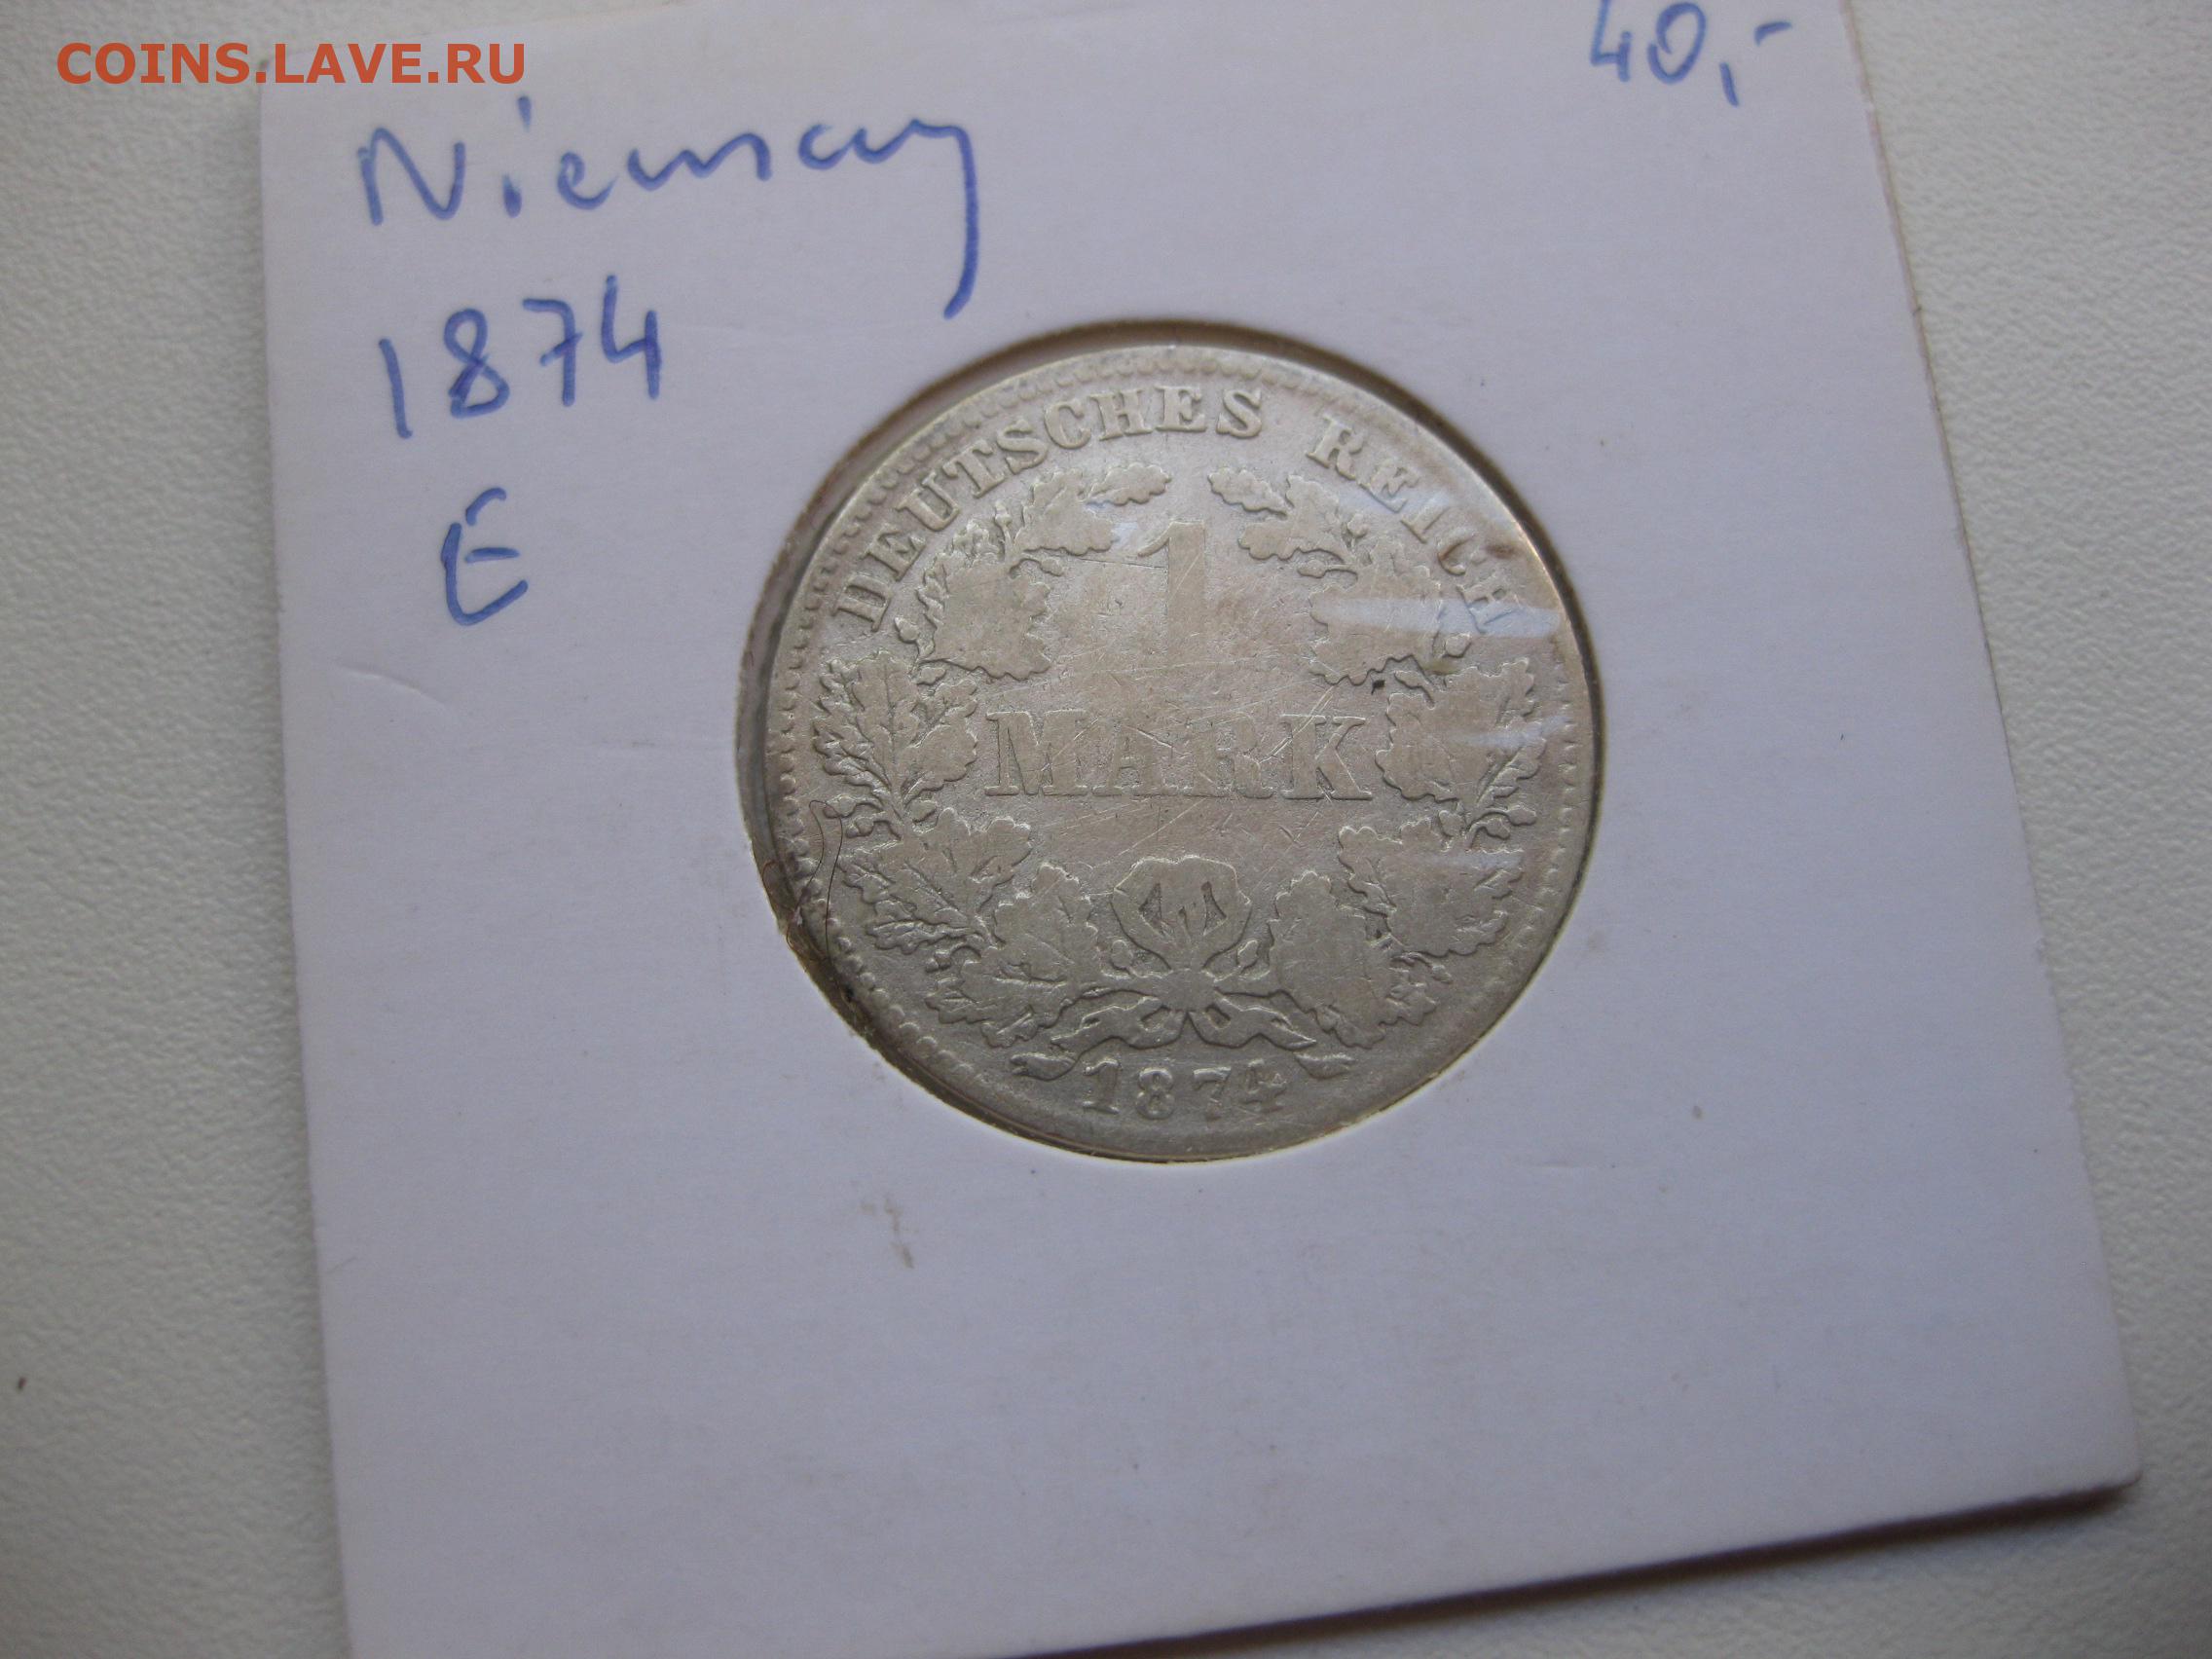 COINS.LAVE.RU
40,-
Niemcy
1874
E
DEUTSCHES REICH
1
MARK
1874